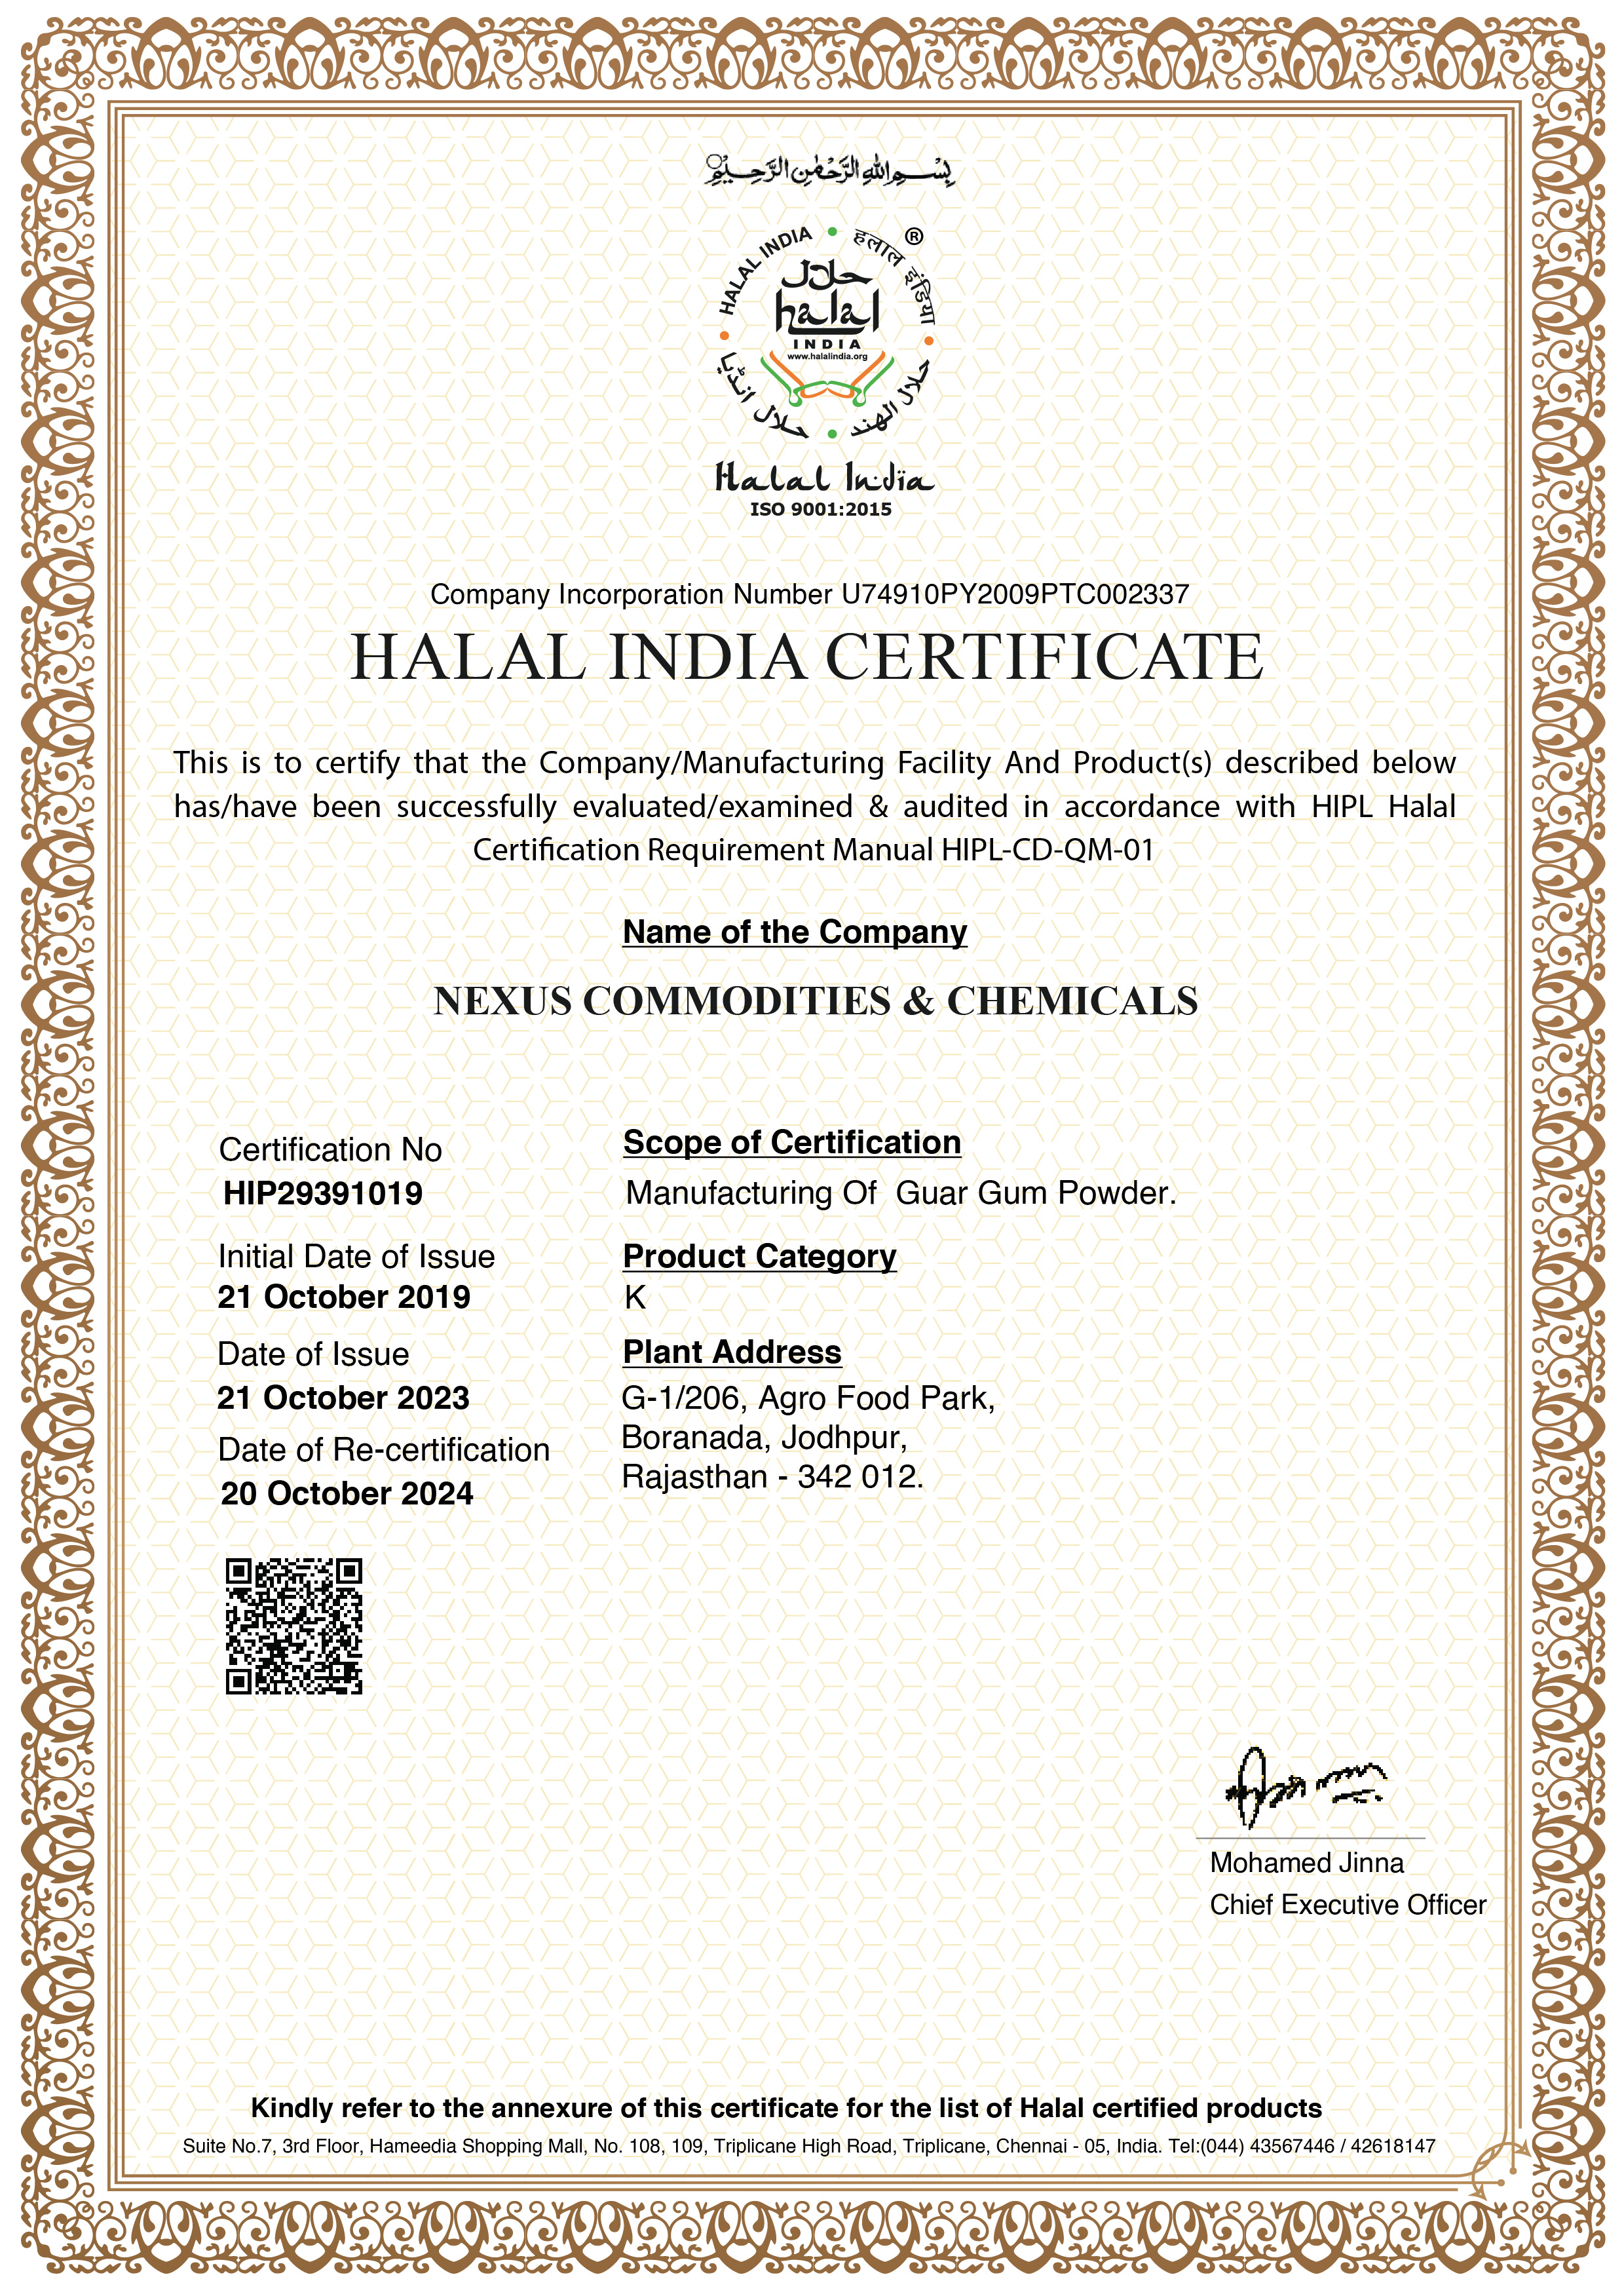 بِسْمِ اللهِ الرَّحْمٰنِ الرَّحِيْمِ
HALAL INDIA
हलाल इंडिया
®
حلال
halal
INDIA
www.halalindia.org
حلال انڈیا
حلال الهند
Halal India
ISO 9001:2015
Company Incorporation Number U74910PY2009PTC002337
HALAL INDIA CERTIFICATE
This is to certify that the Company/Manufacturing Facility And Product(s) described below
has/have been successfully evaluated/examined & audited in accordance with HIPL Halal
Certification Requirement Manual HIPL-CD-QM-01
Name of the Company
NEXUS COMMODITIES & CHEMICALS
Certification No
HIP29391019
Initial Date of Issue
21 October 2019
Date of Issue
21 October 2023
Date of Re-certification
20 October 2024
Scope of Certification
Manufacturing Of Guar Gum Powder.
Product Category
K
Plant Address
G-1/206, Agro Food Park,
Boranada, Jodhpur,
Rajasthan - 342 012.
Mohamed Jinna
Chief Executive Officer
Kindly refer to the annexure of this certificate for the list of Halal certified products
Suite No.7, 3rd Floor, Hameedia Shopping Mall, No. 108, 109, Triplicane High Road, Triplicane, Chennai - 05, India. Tel:(044) 43567446 / 42618147